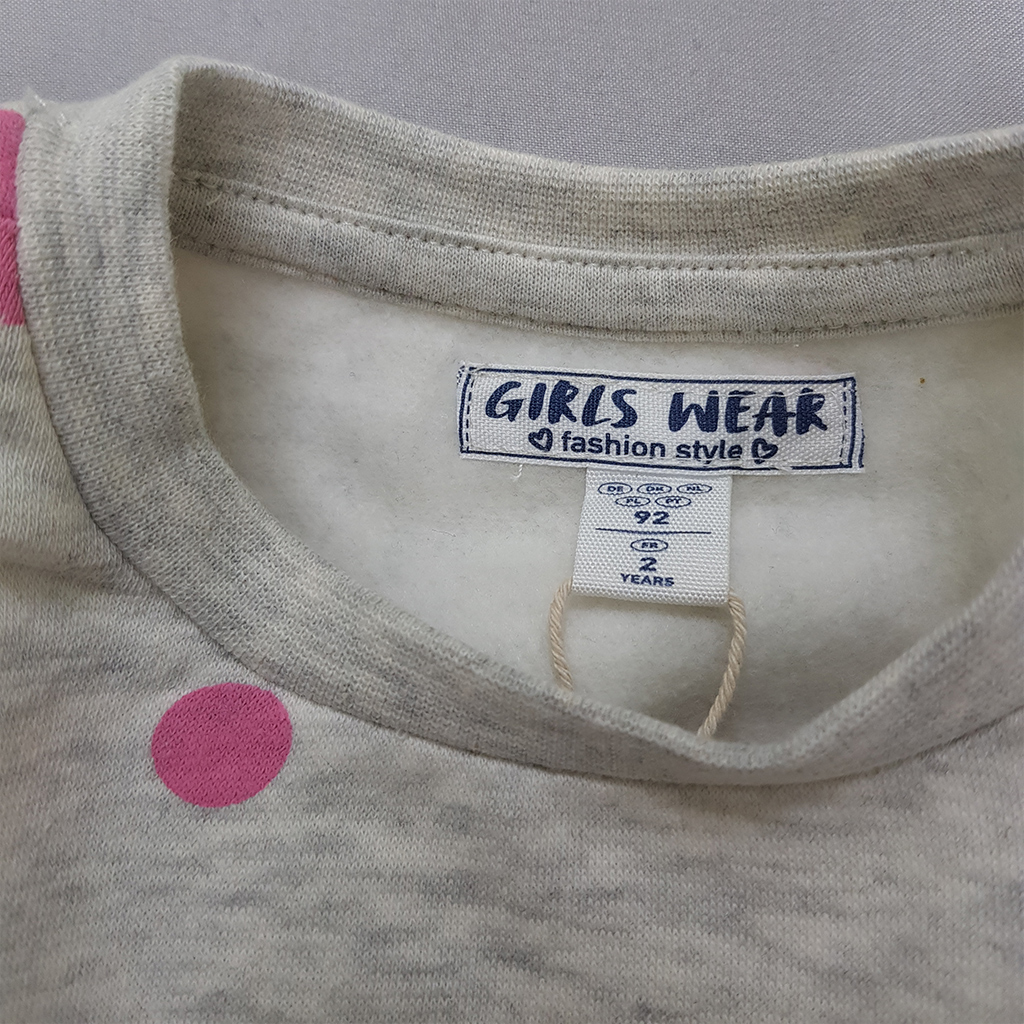 GIRLS WEAR
fashion style
DE DK NL
PL PT
92
FR
2
YEARS